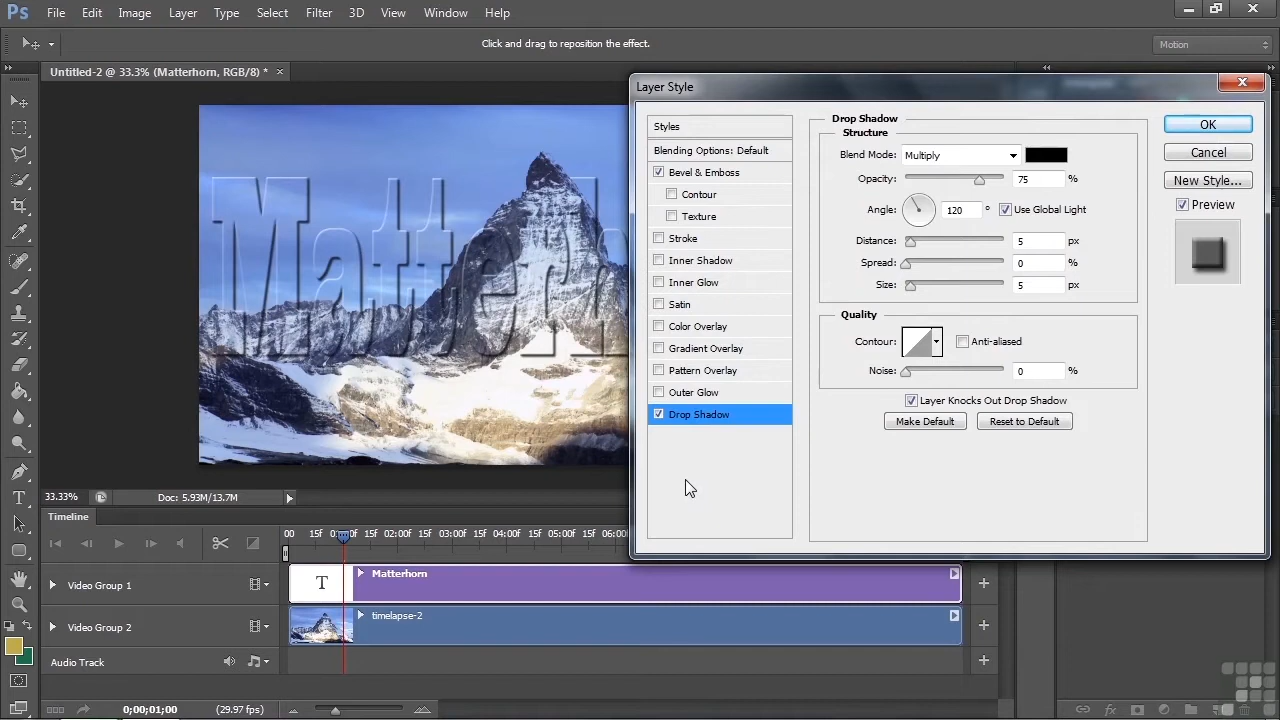 Ps File Edit Image Layer Type Select Filter 3D View Window Help
Click and drag to reposition the effect.
Motion
Untitled-2 @ 33.3% (Matterhorn, RGB/8) * ×
Matterh
Layer Style
Styles
Blending Options: Default
Bevel & Emboss
Contour
Texture
Stroke
Inner Shadow
Inner Glow
Satin
Color Overlay
Gradient Overlay
Pattern Overlay
Outer Glow
Drop Shadow
Drop Shadow
Structure
Blend Mode: Multiply
Opacity: 75 %
Angle: 120 ° Use Global Light
Distance: 5 px
Spread: 0 %
Size: 5 px
Quality
Contour: Anti-aliased
Noise: 0 %
Layer Knocks Out Drop Shadow
Make Default Reset to Default
OK
Cancel
New Style...
Preview
33.33% Doc: 5.93M/13.7M
Timeline
00 15f 15f 02:00f 15f 03:00f 15f 04:00f 15f 05:00f 15f
Video Group 1 T Matterhorn
Video Group 2 timelapse-2
Audio Track
0;00;01;00 (29.97 fps)